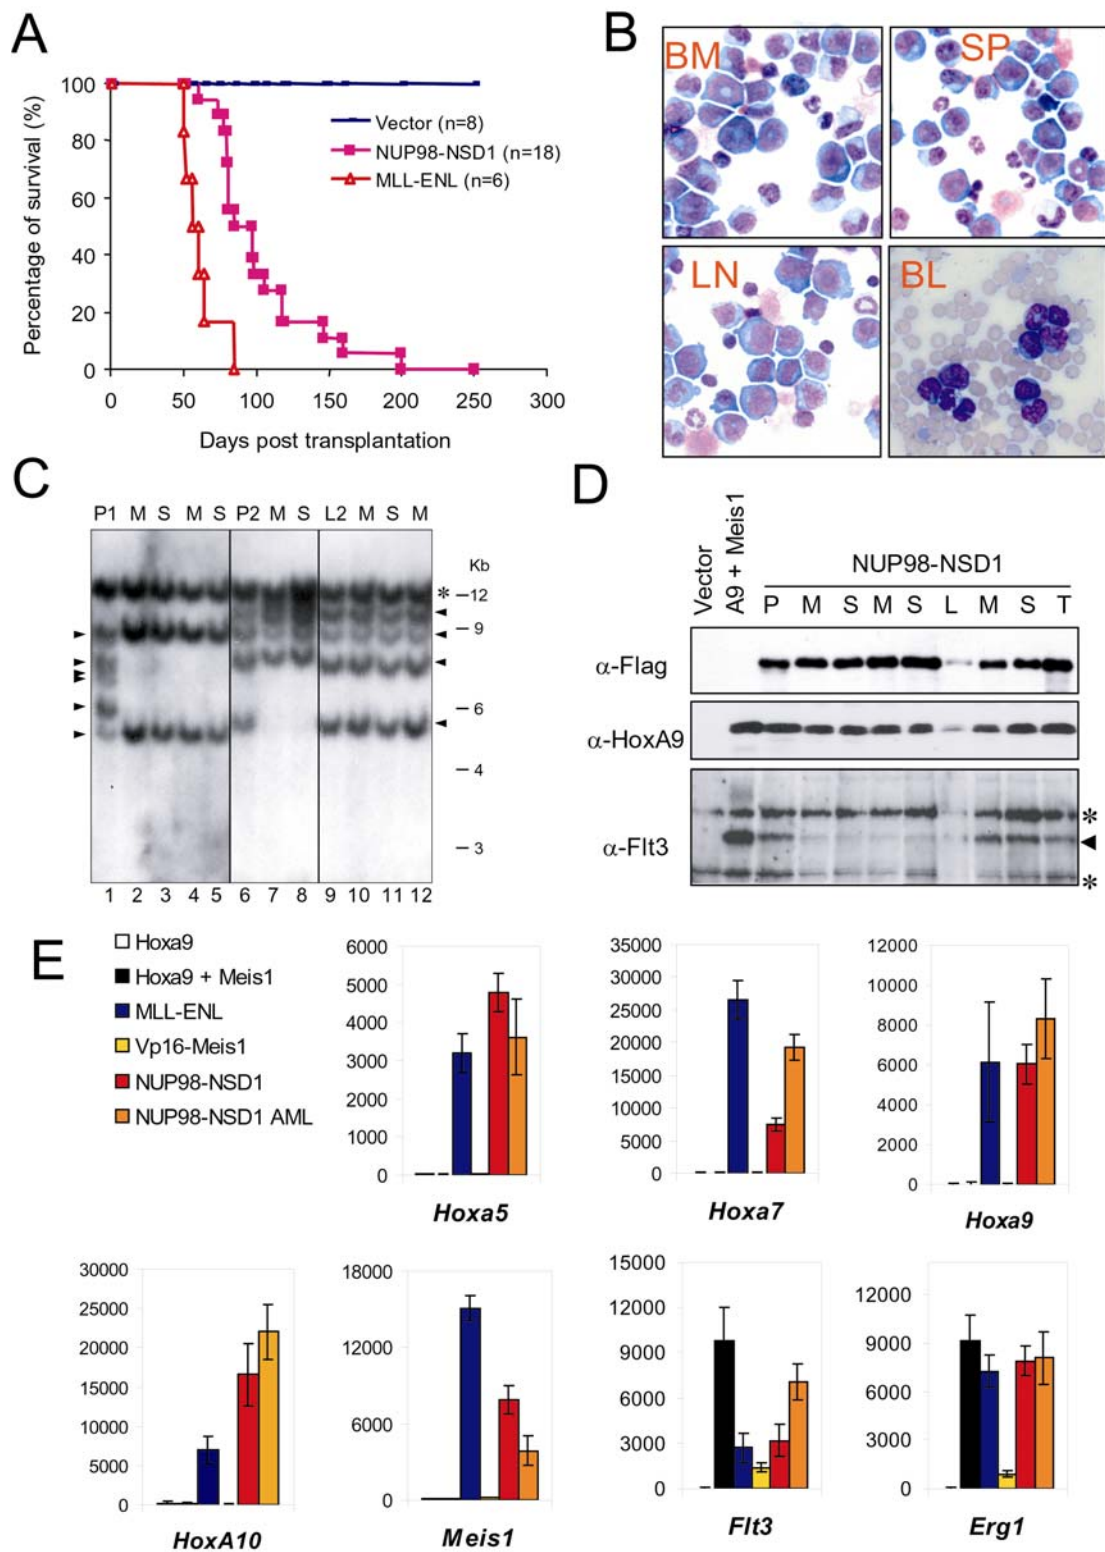 A
Percentage of survival (%)
100
80
60
40
20
0
0 50 100 150 200 250 300
Days post transplantation
Vector (n=8)
NUP98-NSD1 (n=18)
MLL-ENL (n=6)
B
BM
SP
LN
BL
C
P1 M S M S P2 M S L2 M S M
Kb
* 12
9
6
4
3
1 2 3 4 5 6 7 8 9 10 11 12
D
Vector
A9 + Meis1
NUP98-NSD1
P M S M S L M S T
α-Flag
α-HoxA9
α-Flt3
*
*
E
Hoxa9
Hoxa9 + Meis1
MLL-ENL
Vp16-Meis1
NUP98-NSD1
NUP98-NSD1 AML
6000
5000
4000
3000
2000
1000
0
Hoxa5
35000
30000
25000
20000
15000
10000
5000
0
Hoxa7
12000
10000
8000
6000
4000
2000
0
Hoxa9
30000
25000
20000
15000
10000
5000
0
HoxA10
18000
12000
6000
0
Meis1
15000
12000
9000
6000
3000
0
Flt3
12000
9000
6000
3000
0
Erg1